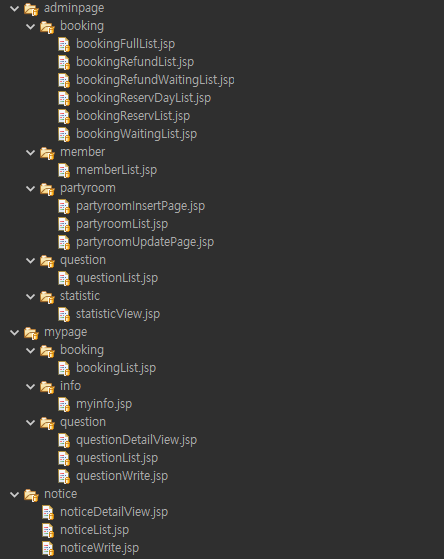 adminpage
booking
bookingFullList.jsp
bookingRefundList.jsp
bookingRefundWaitingList.jsp
bookingReservDayList.jsp
bookingReservList.jsp
bookingWaitingList.jsp
member
memberList.jsp
partyroom
partyroomInsertPage.jsp
partyroomList.jsp
partyroomUpdatePage.jsp
question
questionList.jsp
statistic
statisticView.jsp
mypage
booking
bookingList.jsp
info
myinfo.jsp
question
questionDetailView.jsp
questionList.jsp
questionWrite.jsp
notice
noticeDetailView.jsp
noticeList.jsp
noticeWrite.jsp